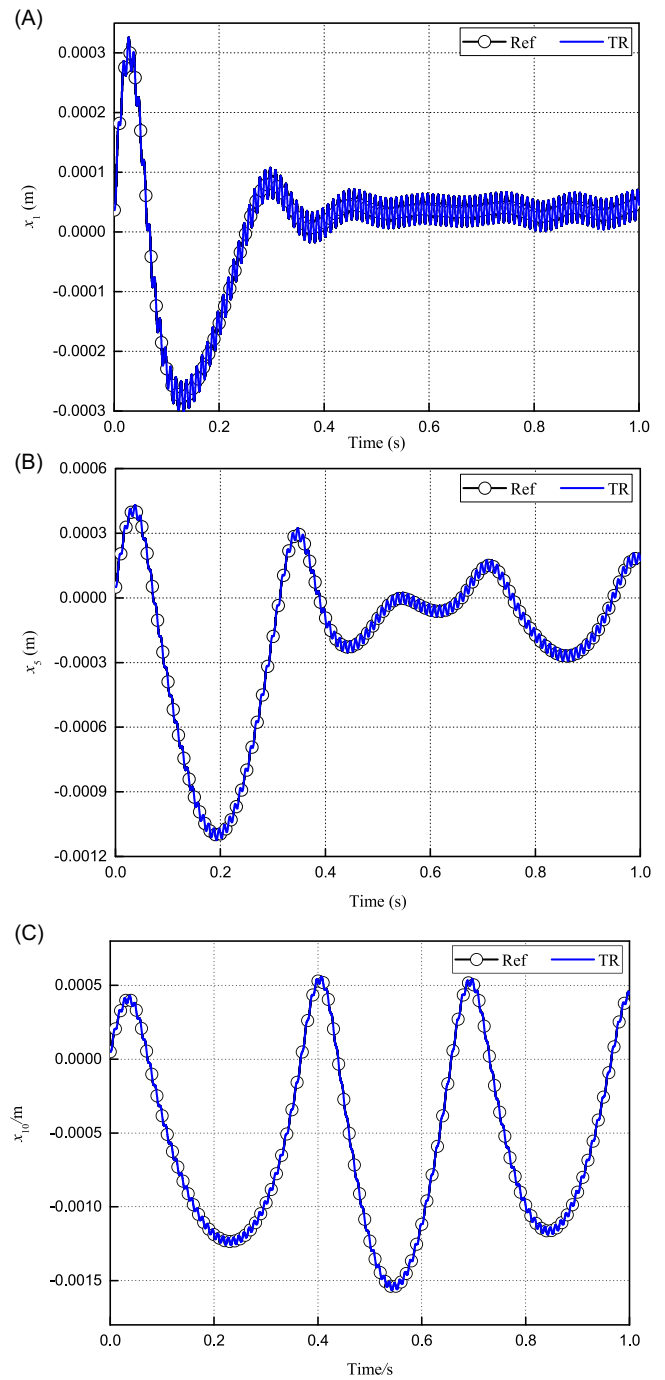 (A)
Ref TR
0.0003
0.0002
0.0001
0.0000
-0.0001
-0.0002
-0.0003
x1 (m)
0.0 0.2 0.4 0.6 0.8 1.0
Time (s)
(B)
Ref TR
0.0006
0.0003
0.0000
-0.0003
-0.0006
-0.0009
-0.0012
x5 (m)
0.0 0.2 0.4 0.6 0.8 1.0
Time (s)
(C)
Ref TR
0.0005
0.0000
-0.0005
-0.0010
-0.0015
x10/m
0.0 0.2 0.4 0.6 0.8 1.0
Time/s